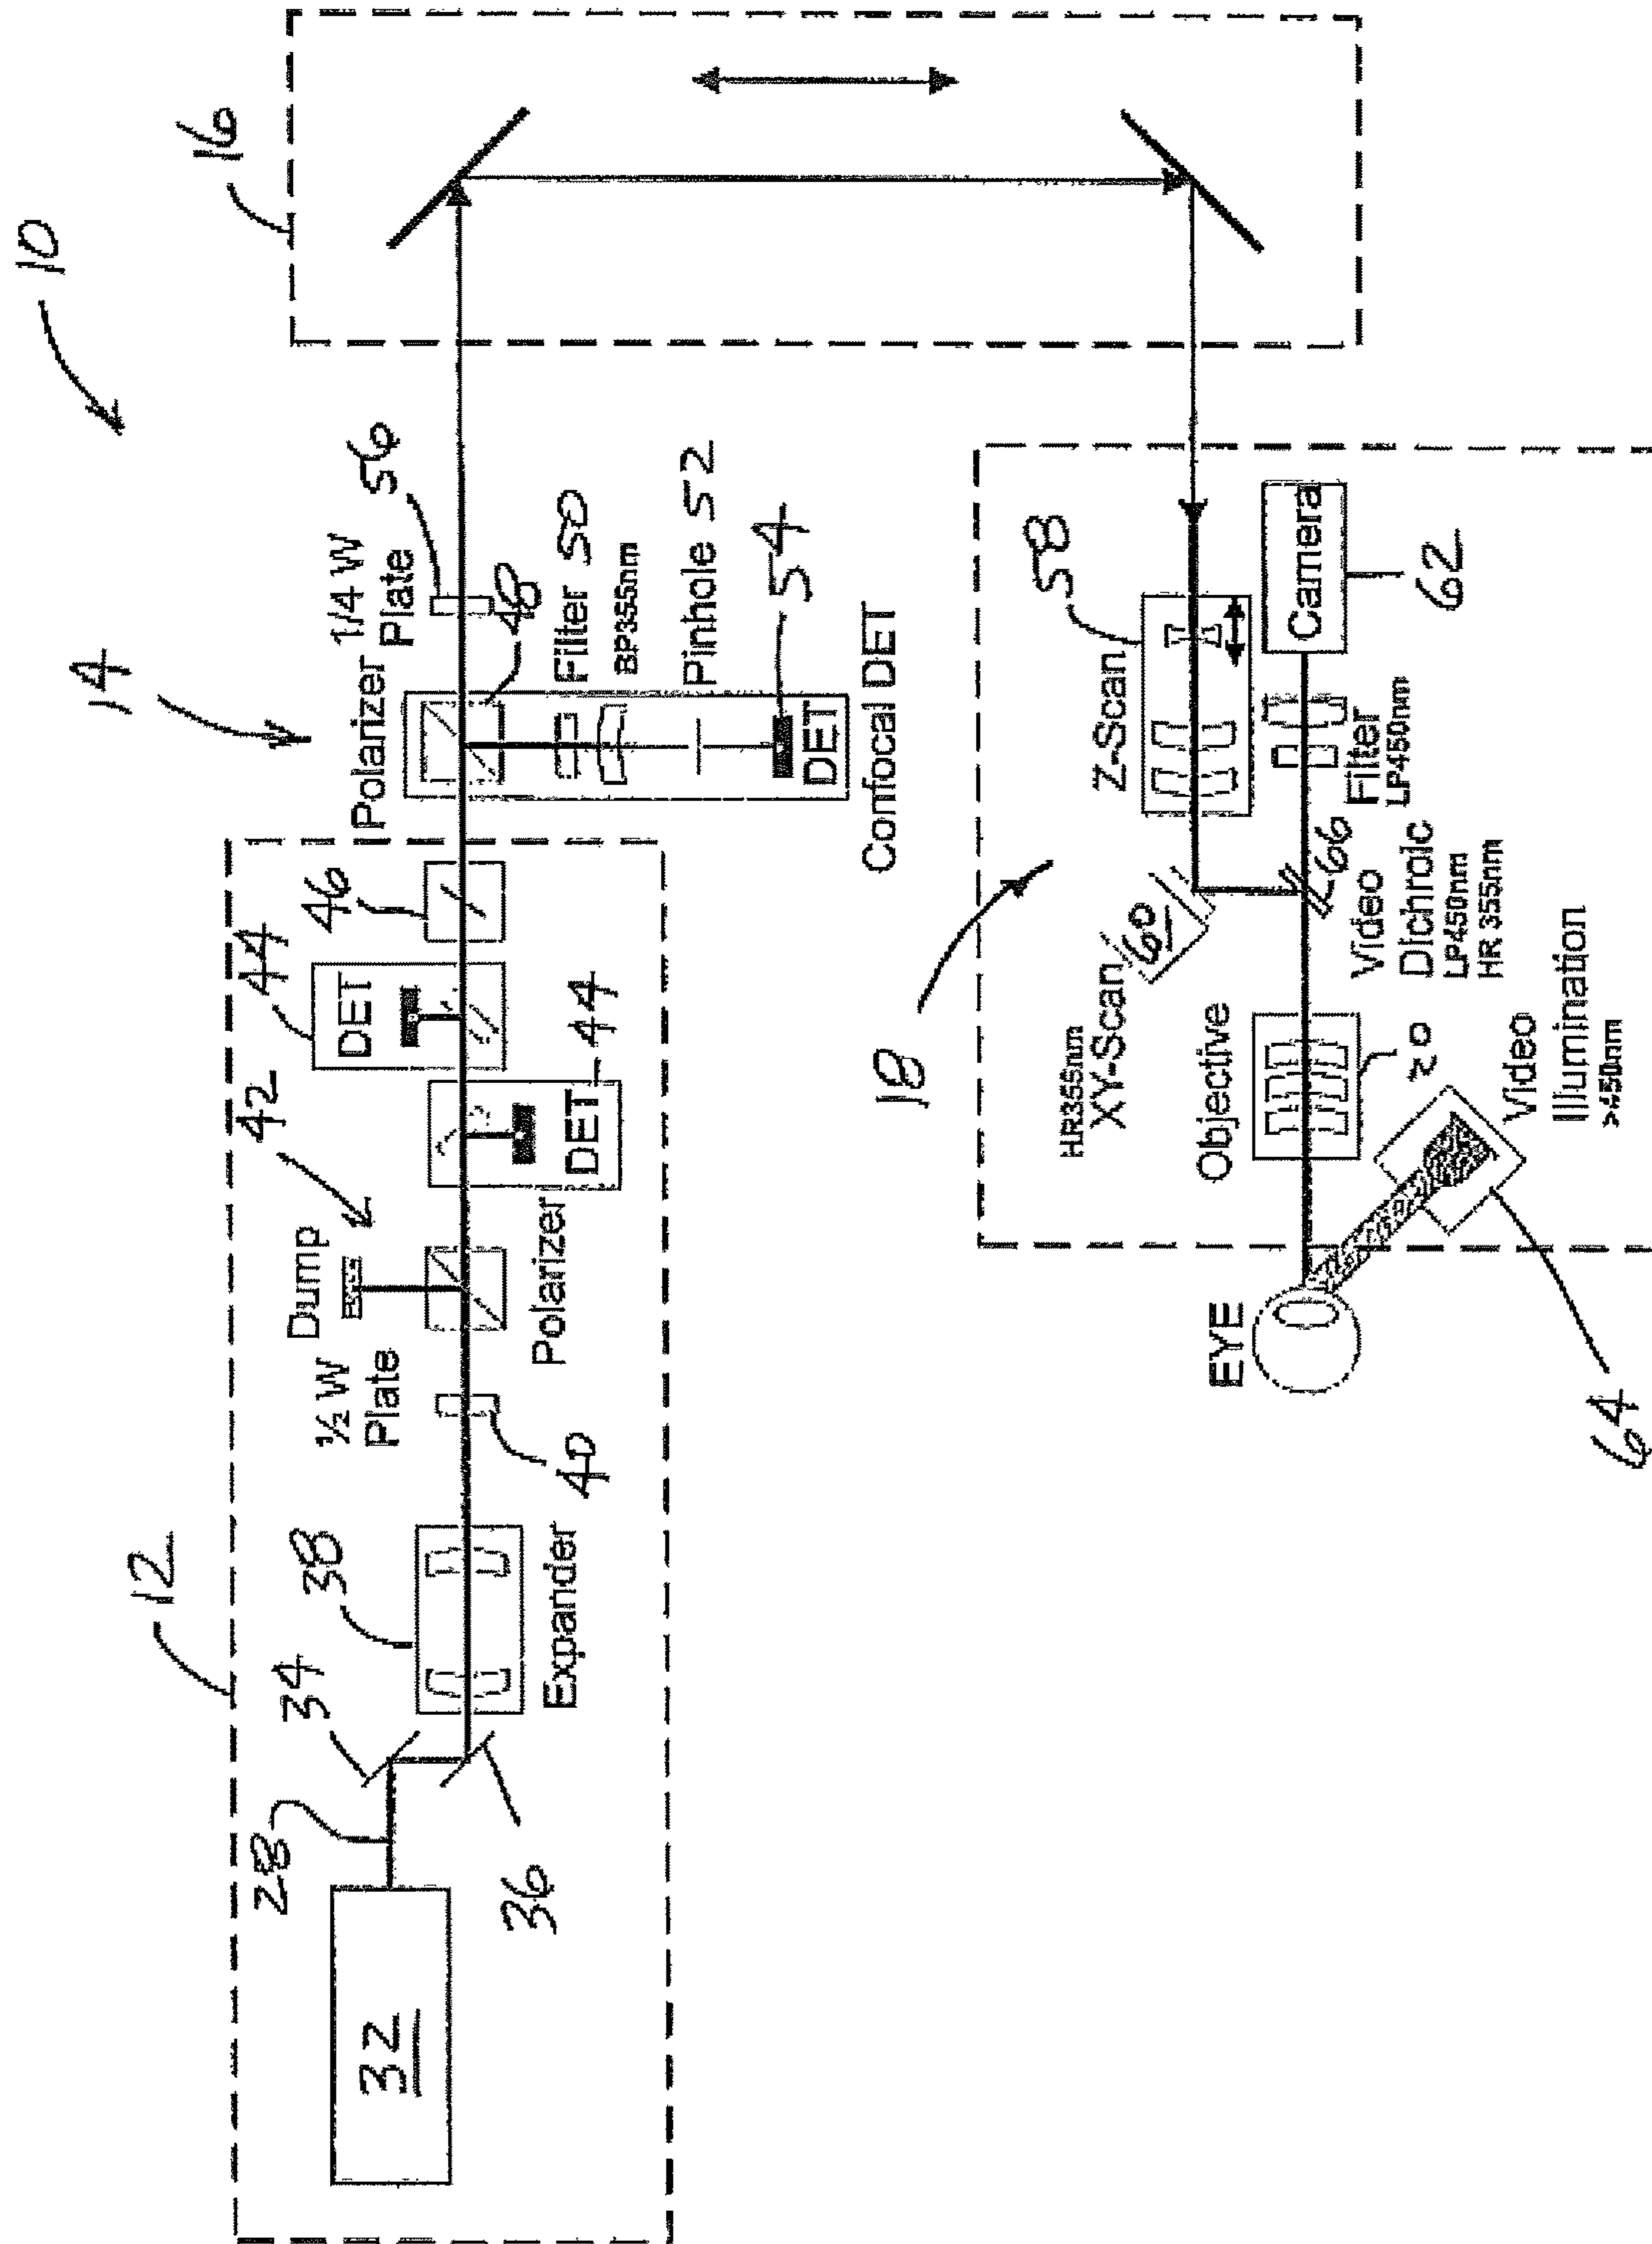 10
12
14
16
32
28
34
36
38
Expander
40
½ W
Plate
Dump
42
Polarizer
DET
44
DET
44
46
Polarizer
48
1/4 W
Plate
56
Filter 50
BP355nm
Pinhole 52
54
DET
Confocal DET
18
EYE
Objective
20
HR355nm
XY-Scan
60
Z-Scan
58
66
Video
Dichroic
LP450nm
HR 355nm
Filter
LP450nm
Camera
62
Video
Illumination
>450nm
64